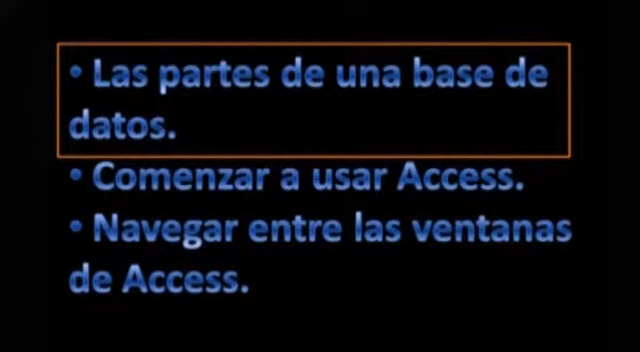 • Las partes de una base de
datos.
• Comenzar a usar Access.
• Navegar entre las ventanas
de Access.